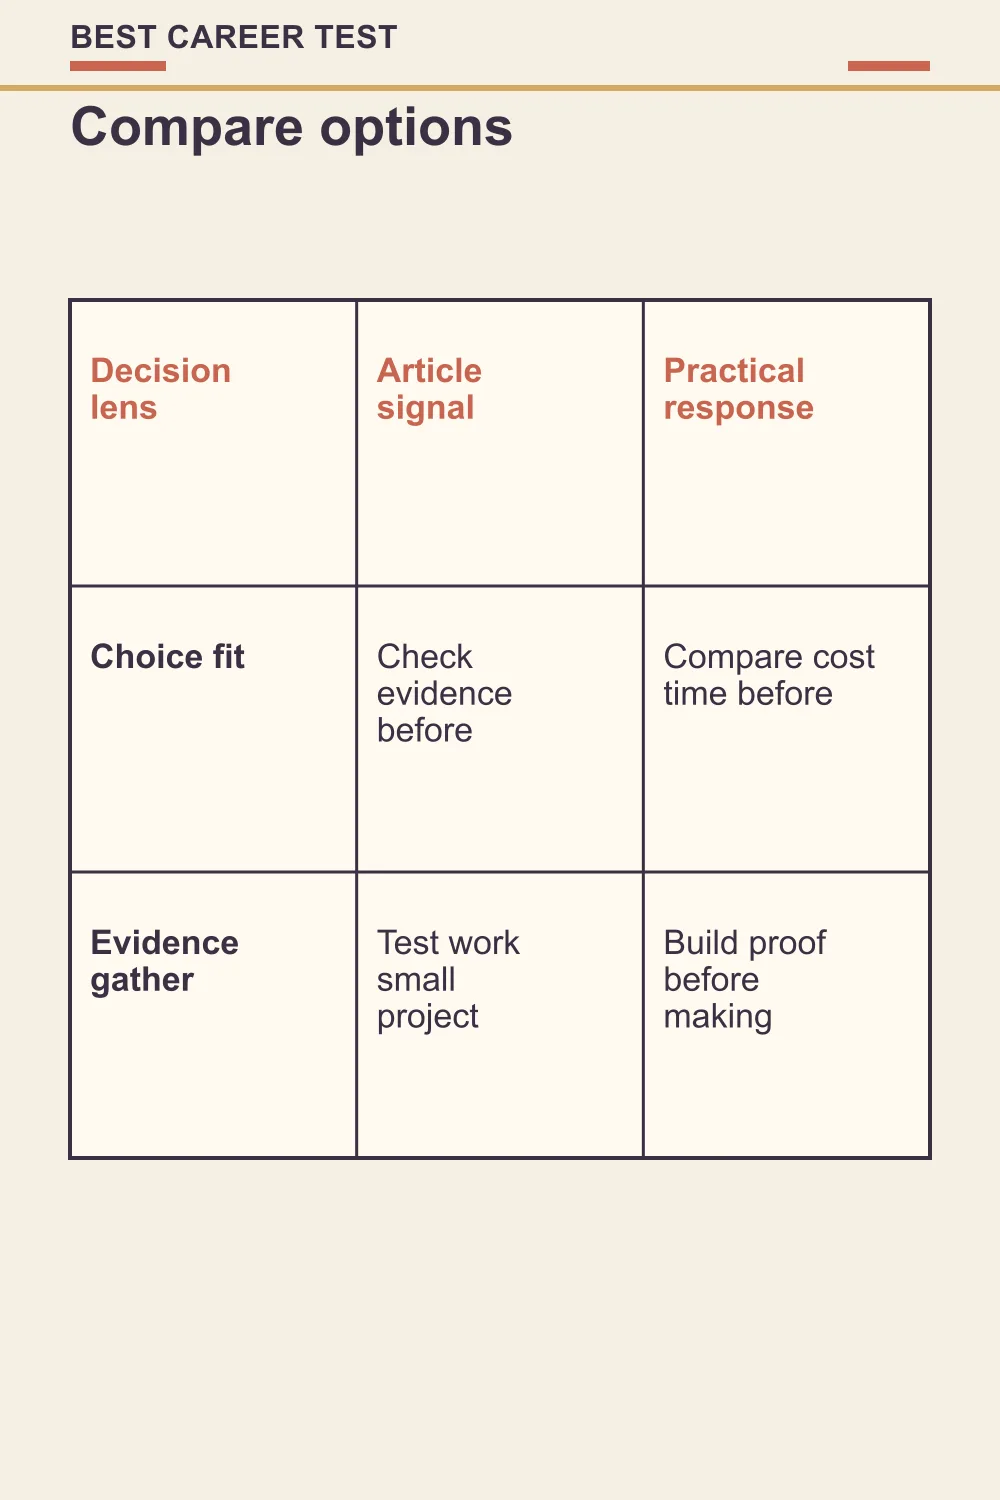 BEST CAREER TEST
Compare options
Decision
lens
Article
signal
Practical
response
Choice fit
Check
evidence
before
Compare cost
time before
Evidence
gather
Test work
small
project
Build proof
before
making